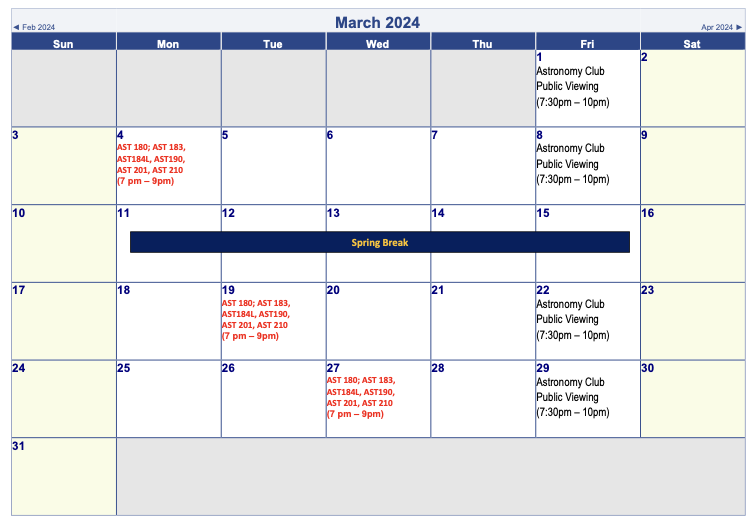 ◄ Feb 2024
March 2024
Apr 2024 ►
Sun Mon Tue Wed Thu Fri Sat
1
Astronomy Club
Public Viewing
(7:30pm – 10pm)
2
3
4
AST 180; AST 183,
AST184L, AST190,
AST 201, AST 210
(7 pm – 9pm)
5
6
7
8
Astronomy Club
Public Viewing
(7:30pm – 10pm)
9
10
11
12
13
14
15
16
Spring Break
17
18
19
AST 180; AST 183,
AST184L, AST190,
AST 201, AST 210
(7 pm – 9pm)
20
21
22
Astronomy Club
Public Viewing
(7:30pm – 10pm)
23
24
25
26
27
AST 180; AST 183,
AST184L, AST190,
AST 201, AST 210
(7 pm – 9pm)
28
29
Astronomy Club
Public Viewing
(7:30pm – 10pm)
30
31